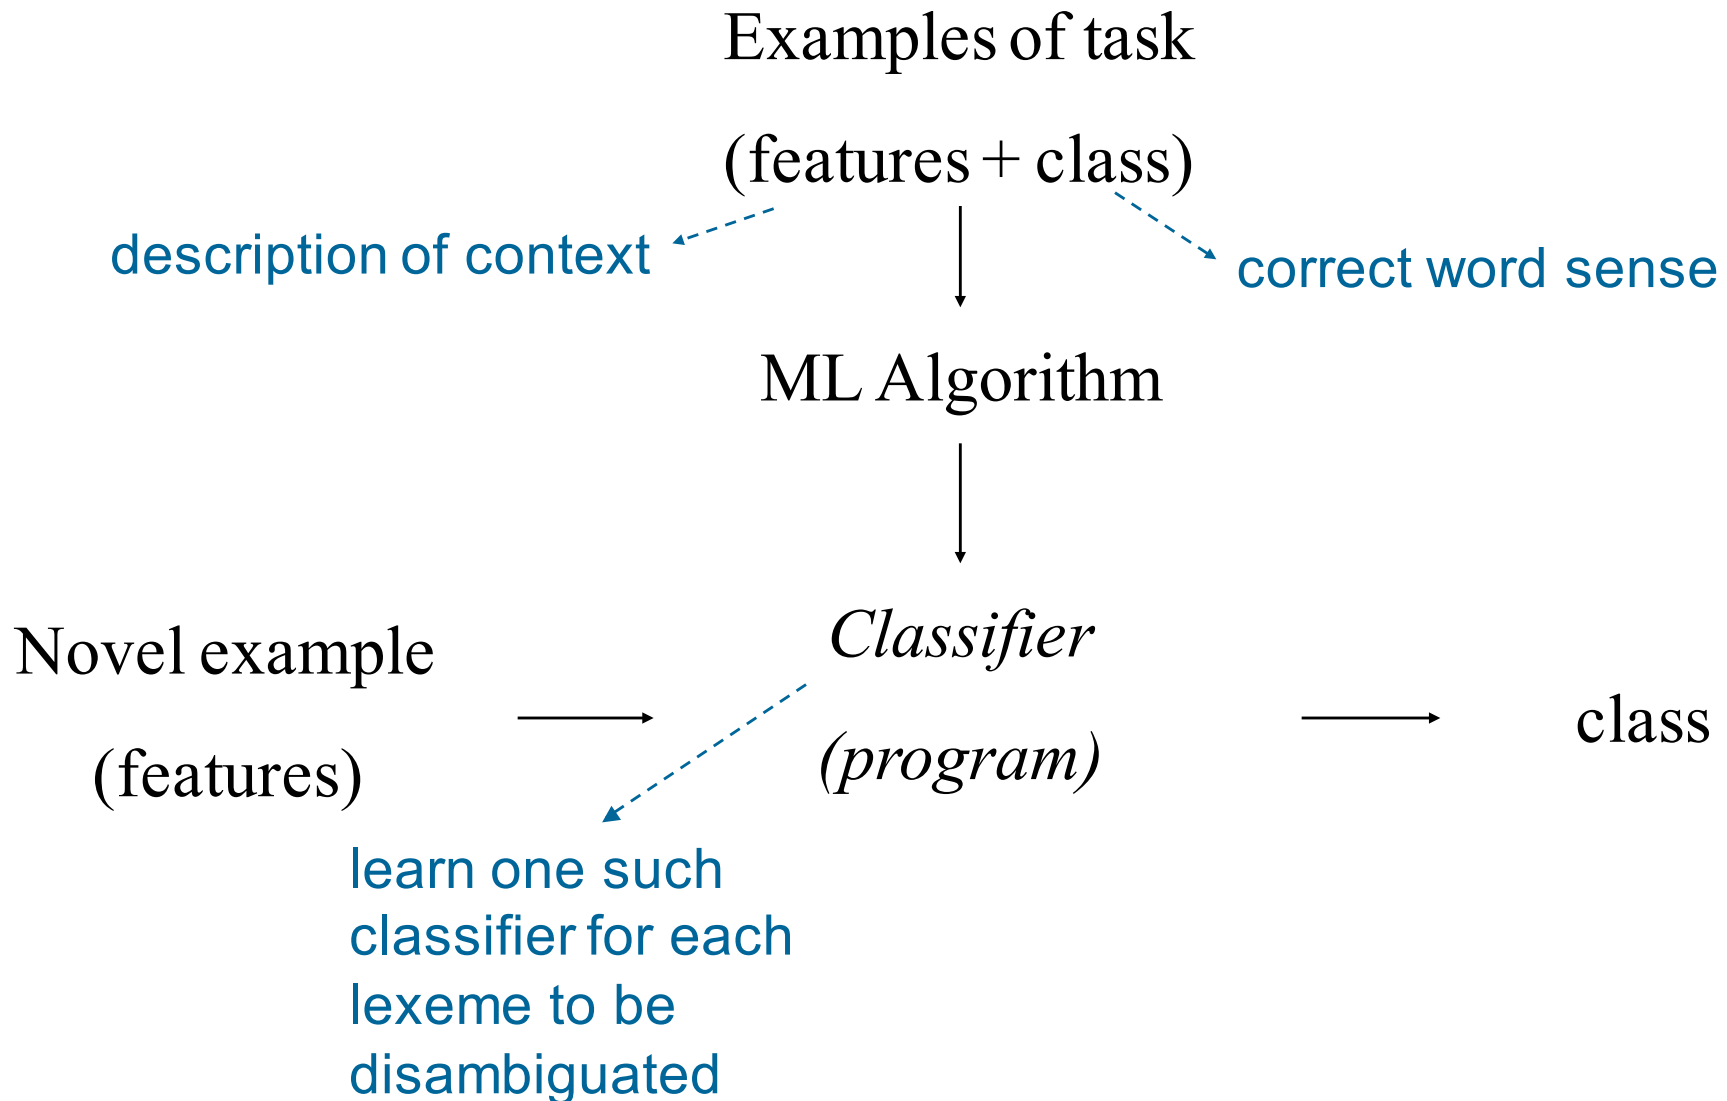 Examples of task
(features + class)
description of context
correct word sense
ML Algorithm
Classifier
Novel example
(program)
class
(features)
learn one such
classifier for each
lexeme to be
disambiguated